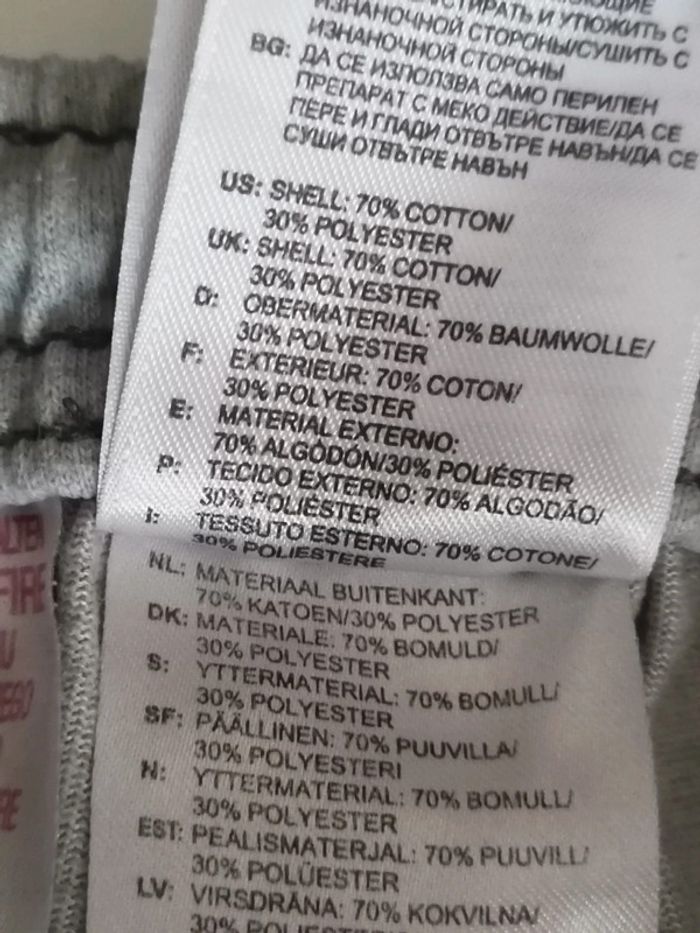 ИЗНАНОЧНОЙ СТОРОНЫ/СУШИТЬ С
ИЗНАНОЧНОЙ СТОРОНЫ
BG: ДА СЕ ИЗПОЛЗВА САМО ПЕРИЛЕН
ПРЕПАРАТ С МЕКО ДЕЙСТВИЕ/ДА СЕ
ПЕРЕ И ГЛАДИ ОТВЪТРЕ НАВЪН/ДА СЕ
СУШИ ОТВЪТРЕ НАВЪН
US: SHELL: 70% COTTON/
30% POLYESTER
UK: SHELL: 70% COTTON/
30% POLYESTER
D: OBERMATERIAL: 70% BAUMWOLLE/
30% POLYESTER
F: EXTERIEUR: 70% COTON/
30% POLYESTER
E: MATERIAL EXTERNO:
70% ALGODÓN/30% POLIÉSTER
P: TECIDO EXTERNO: 70% ALGODÃO/
30% POLIÉSTER
I: TESSUTO ESTERNO: 70% COTONE/
30% POLIESTERE
NL: MATERIAAL BUITENKANT:
70% KATOEN/30% POLYESTER
DK: MATERIALE: 70% BOMULD/
30% POLYESTER
S: YTTERMATERIAL: 70% BOMULL/
30% POLYESTER
SF: PÄÄLLINEN: 70% PUUVILLA/
30% POLYESTERI
N: YTTERMATERIAL: 70% BOMULL/
30% POLYESTER
EST: PEALISMATERJAL: 70% PUUVILL/
30% POLÜESTER
LV: VIRSDRĀNA: 70% KOKVILNA/
30%
FIRE